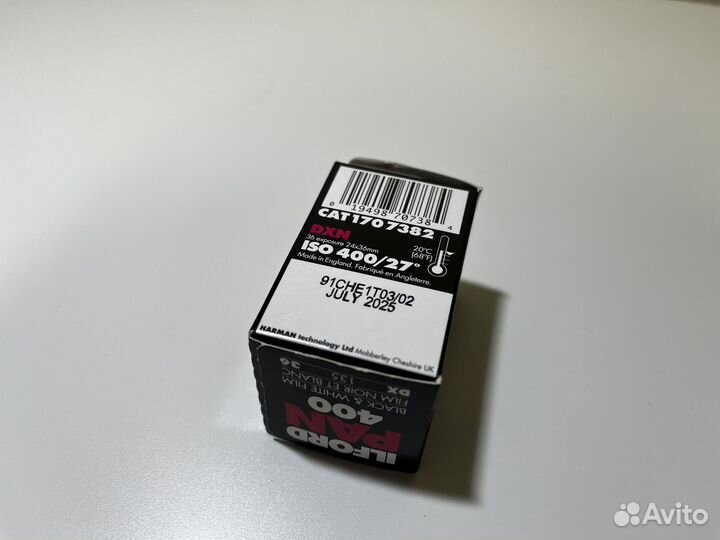 0 19498 70738 4
CAT 170 7382
DXN
36 exposure 24x36mm
ISO 400/27°
Made in England. Fabriqué en Angleterre.
20°C
(68°F)
91CHE1T03/02
JULY 2025
HARMAN technology Ltd Mobberley Cheshire UK
ILFORD
PAN
400
BLACK & WHITE FILM
FILM NOIR ET BLANC
DX 135 36
Avito